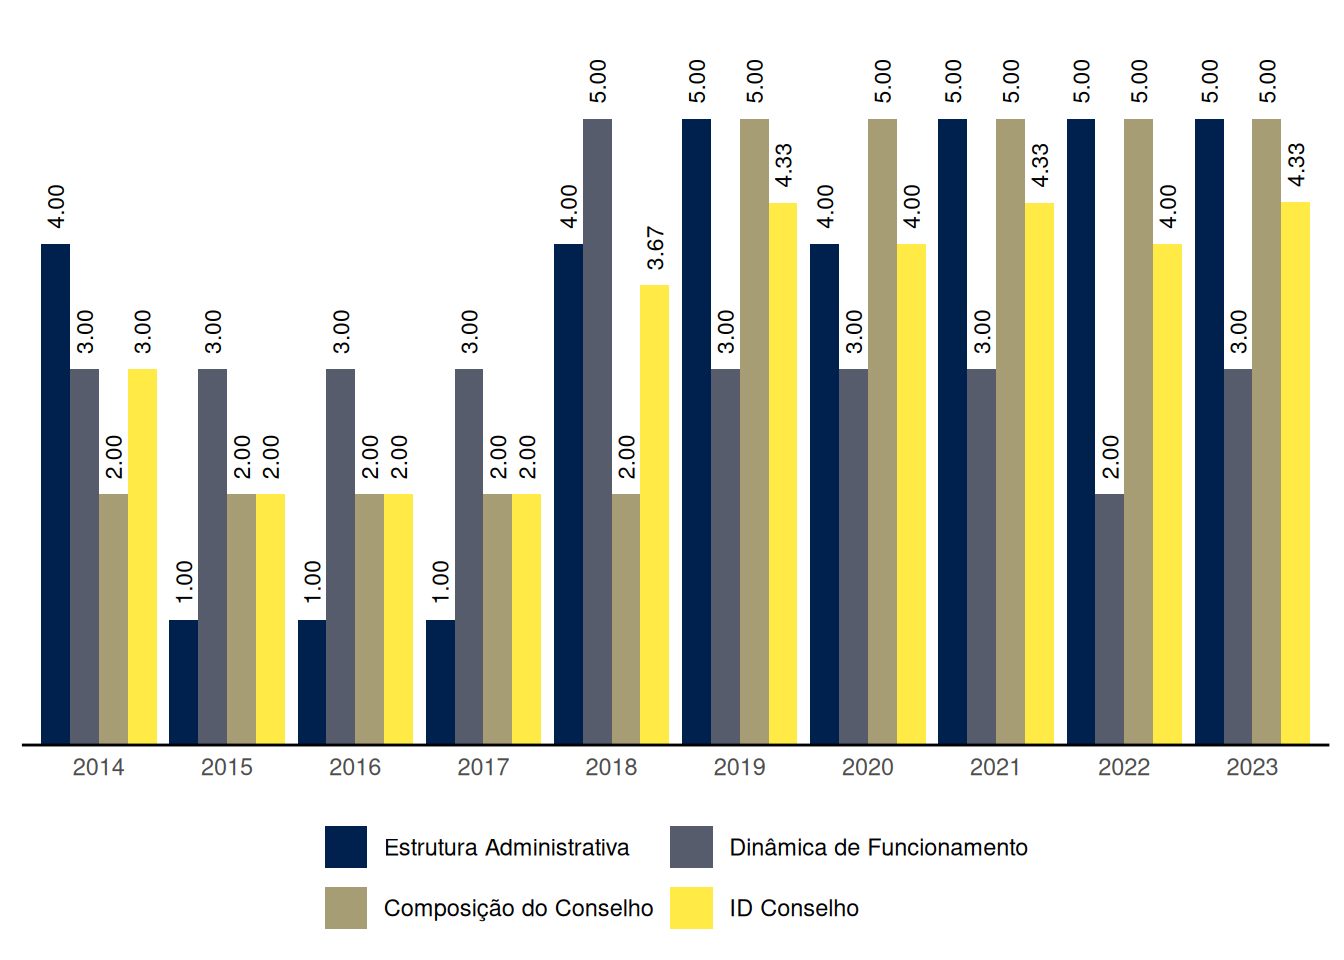 4.00 3.00 2.00 3.00 1.00 3.00 2.00 2.00 1.00 3.00 2.00 2.00 1.00 3.00 2.00 2.00 4.00 5.00 2.00 3.67 5.00 3.00 5.00 4.33 4.00 3.00 5.00 4.00 5.00 3.00 5.00 4.33 5.00 2.00 5.00 4.00 5.00 3.00 5.00 4.33
2014 2015 2016 2017 2018 2019 2020 2021 2022 2023
Estrutura Administrativa Dinâmica de Funcionamento
Composição do Conselho ID Conselho